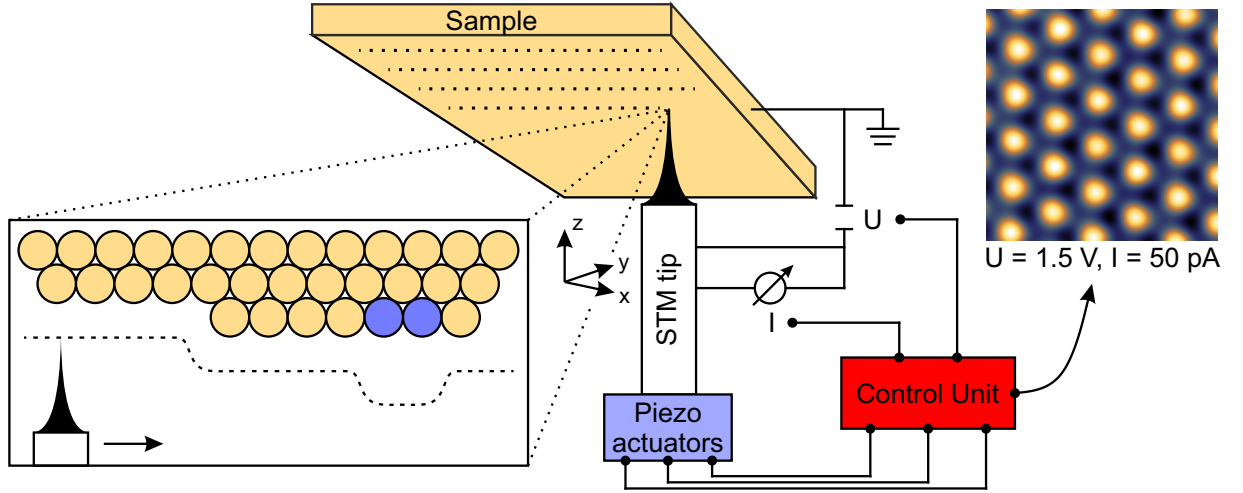 Sample
z
y
x
STM tip
U
I
U = 1.5 V, I = 50 pA
Control Unit
Piezo
actuators